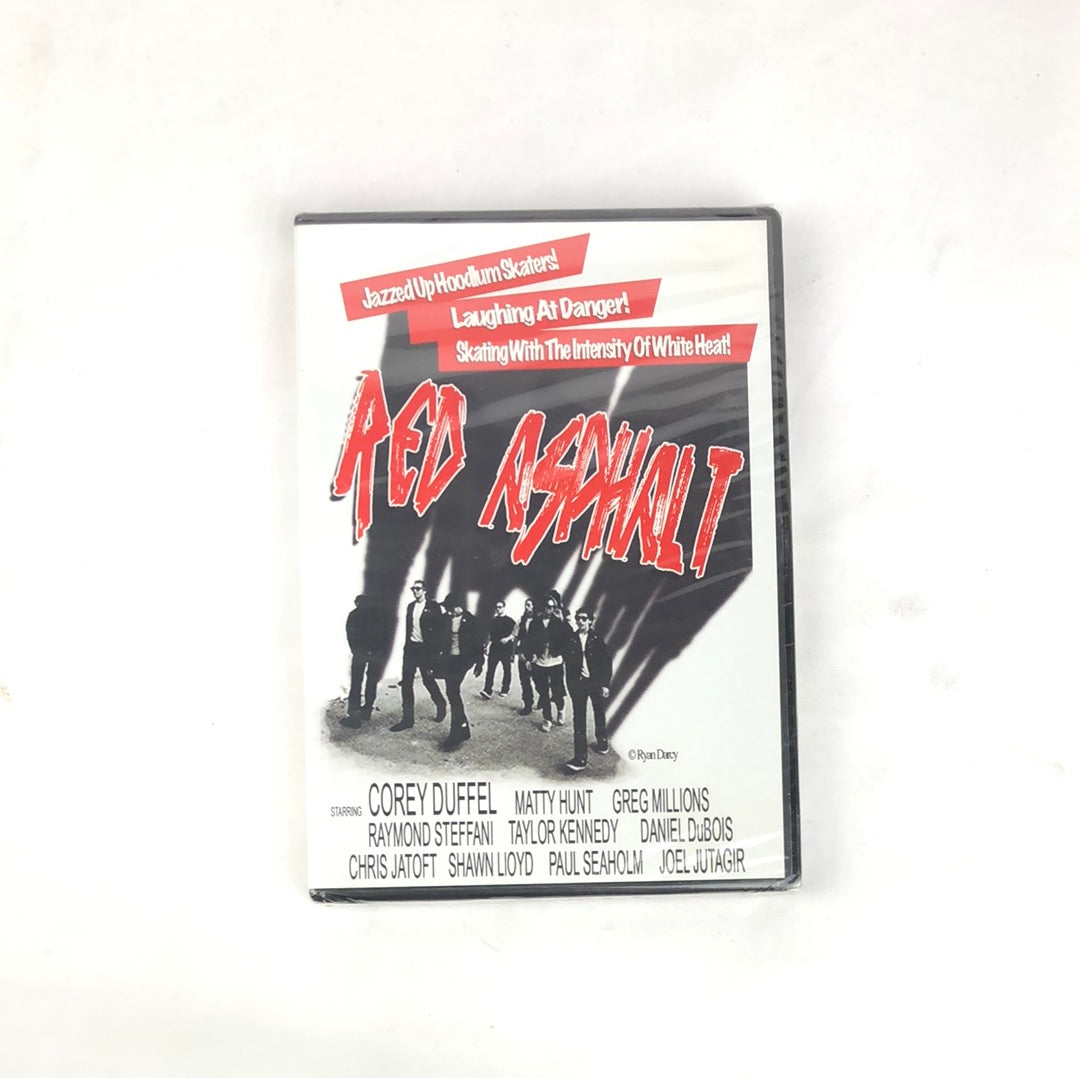 Jazzed Up Hoodlum Skaters!
Laughing At Danger!
Skating With The Intensity Of White Heat!
RED ASPHALT
© Ryan Darcy
STARRING COREY DUFFEL MATTY HUNT GREG MILLIONS
RAYMOND STEFFANI TAYLOR KENNEDY DANIEL DuBOIS
CHRIS JATOFT SHAWN LIOYD PAUL SEAHOLM JOEL JUTAGIR